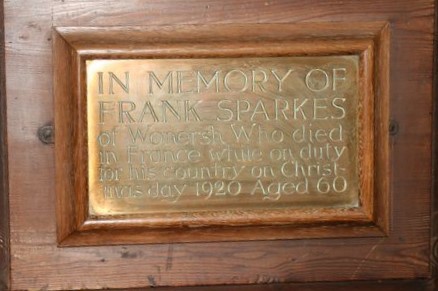 IN MEMORY OF
FRANK SPARKES
of Wonersh Who died
in France while on duty
for his country on Christ-
mas day 1920 Aged 60